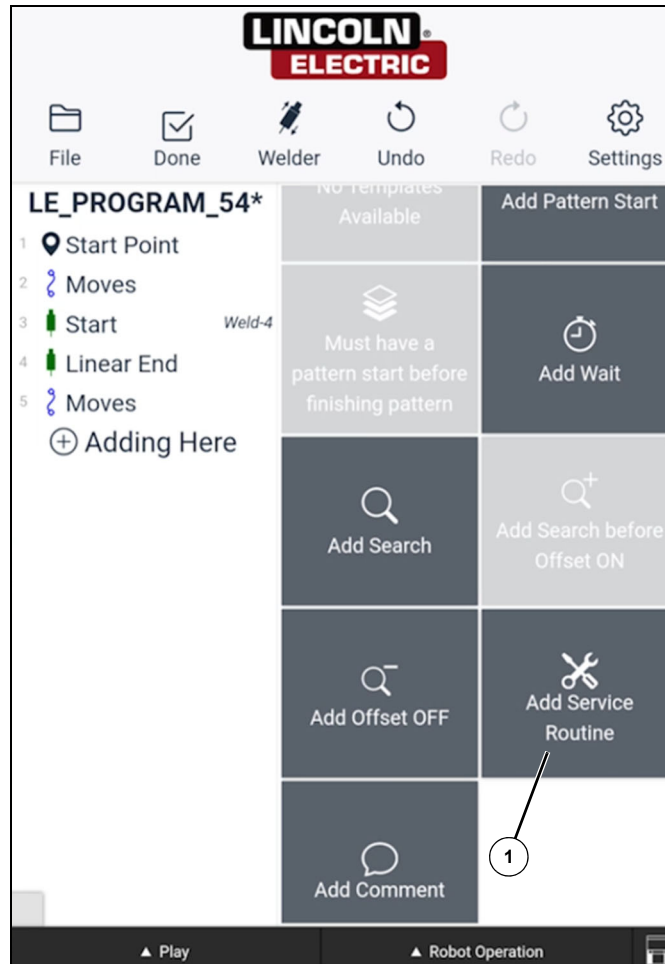 LINCOLN
ELECTRIC
File Done Welder Undo Redo Settings
LE_PROGRAM_54*
1 Start Point
2 Moves
3 Start Weld-4
4 Linear End
5 Moves
Adding Here
No Templates
Available
Add Pattern Start
Must have a
pattern start before
finishing pattern
Add Wait
Add Search
Add Search before
Offset ON
Add Offset OFF
Add Service
Routine
1
Add Comment
▲ Play
▲ Robot Operation